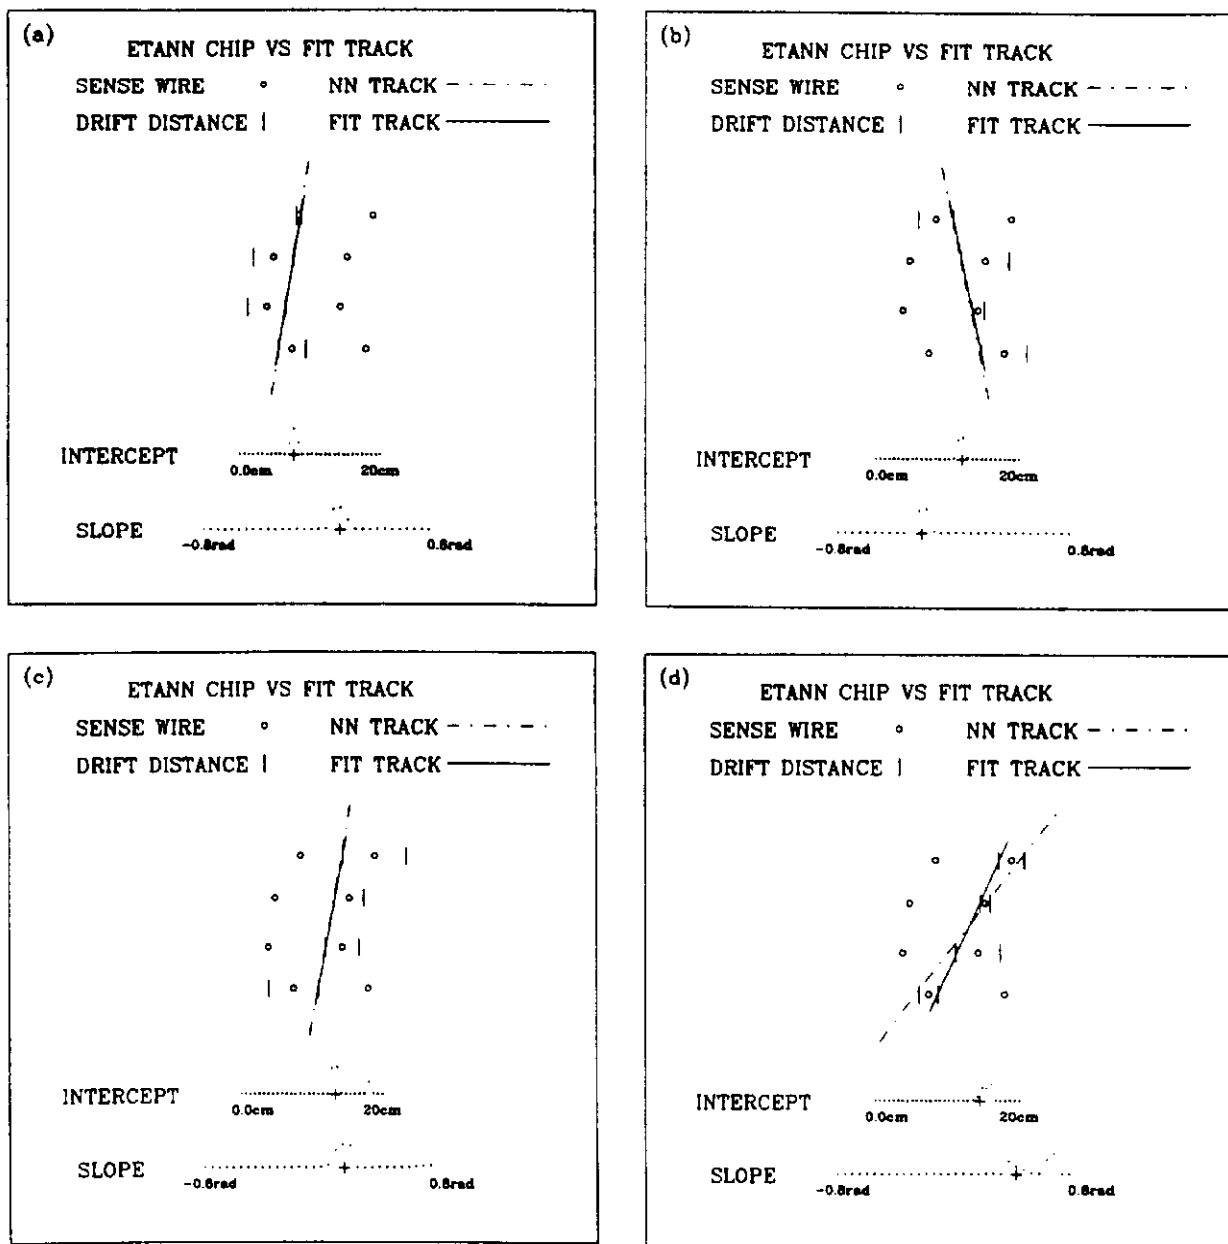 (a)
ETANN CHIP VS FIT TRACK
SENSE WIRE NN TRACK
DRIFT DISTANCE | FIT TRACK
INTERCEPT
0.0cm 20cm
SLOPE
-0.8rad 0.8rad
(b)
ETANN CHIP VS FIT TRACK
SENSE WIRE NN TRACK
DRIFT DISTANCE | FIT TRACK
INTERCEPT
0.0cm 20cm
SLOPE
-0.8rad 0.8rad
(c)
ETANN CHIP VS FIT TRACK
SENSE WIRE NN TRACK
DRIFT DISTANCE | FIT TRACK
INTERCEPT
0.0cm 20cm
SLOPE
-0.8rad 0.8rad
(d)
ETANN CHIP VS FIT TRACK
SENSE WIRE NN TRACK
DRIFT DISTANCE | FIT TRACK
INTERCEPT
0.0cm 20cm
SLOPE
-0.8rad 0.8rad